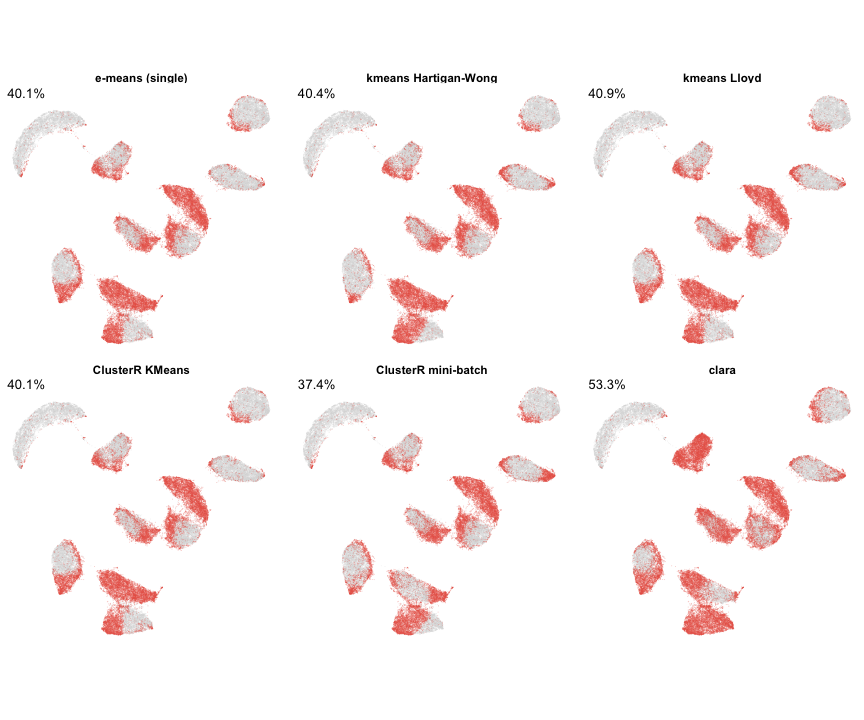 e-means (single)
40.1%
kmeans Hartigan-Wong
40.4%
kmeans Lloyd
40.9%
ClusterR KMeans
40.1%
ClusterR mini-batch
37.4%
clara
53.3%